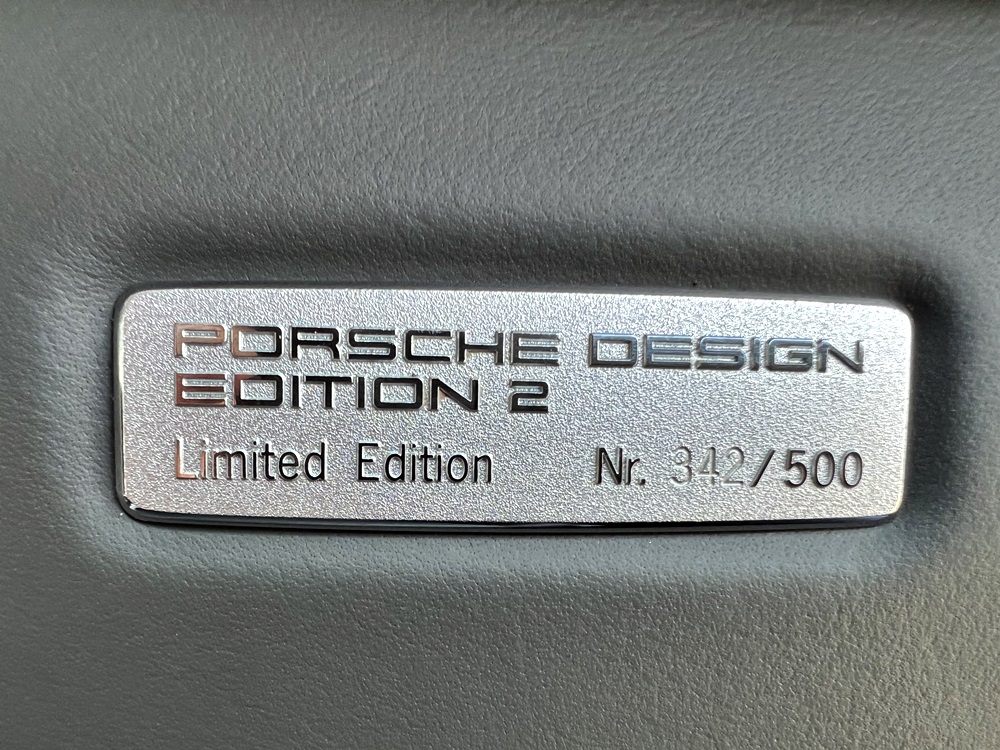 PORSCHE DESIGN
EDITION 2
Limited Edition Nr. 342/500